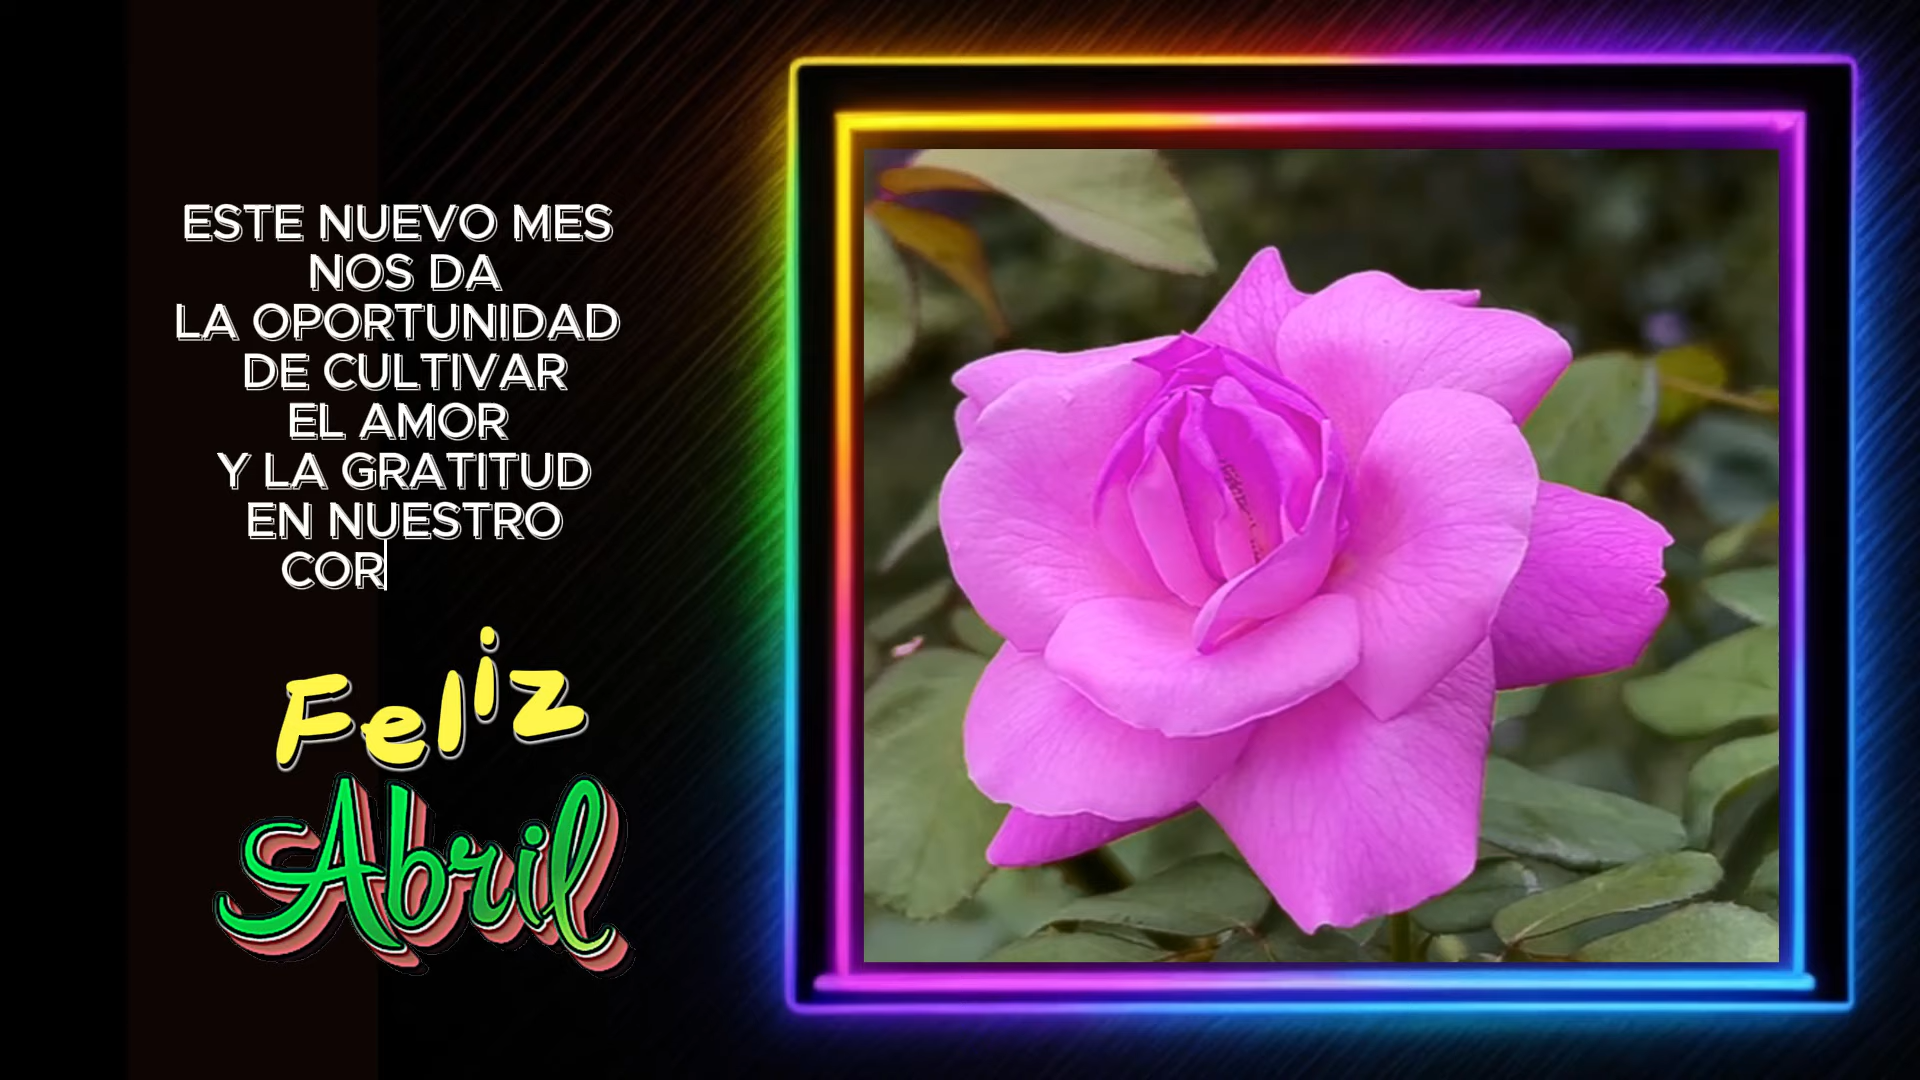 ESTE NUEVO MES
NOS DA
LA OPORTUNIDAD
DE CULTIVAR
EL AMOR
Y LA GRATITUD
EN NUESTRO
COR
Feliz
Abril